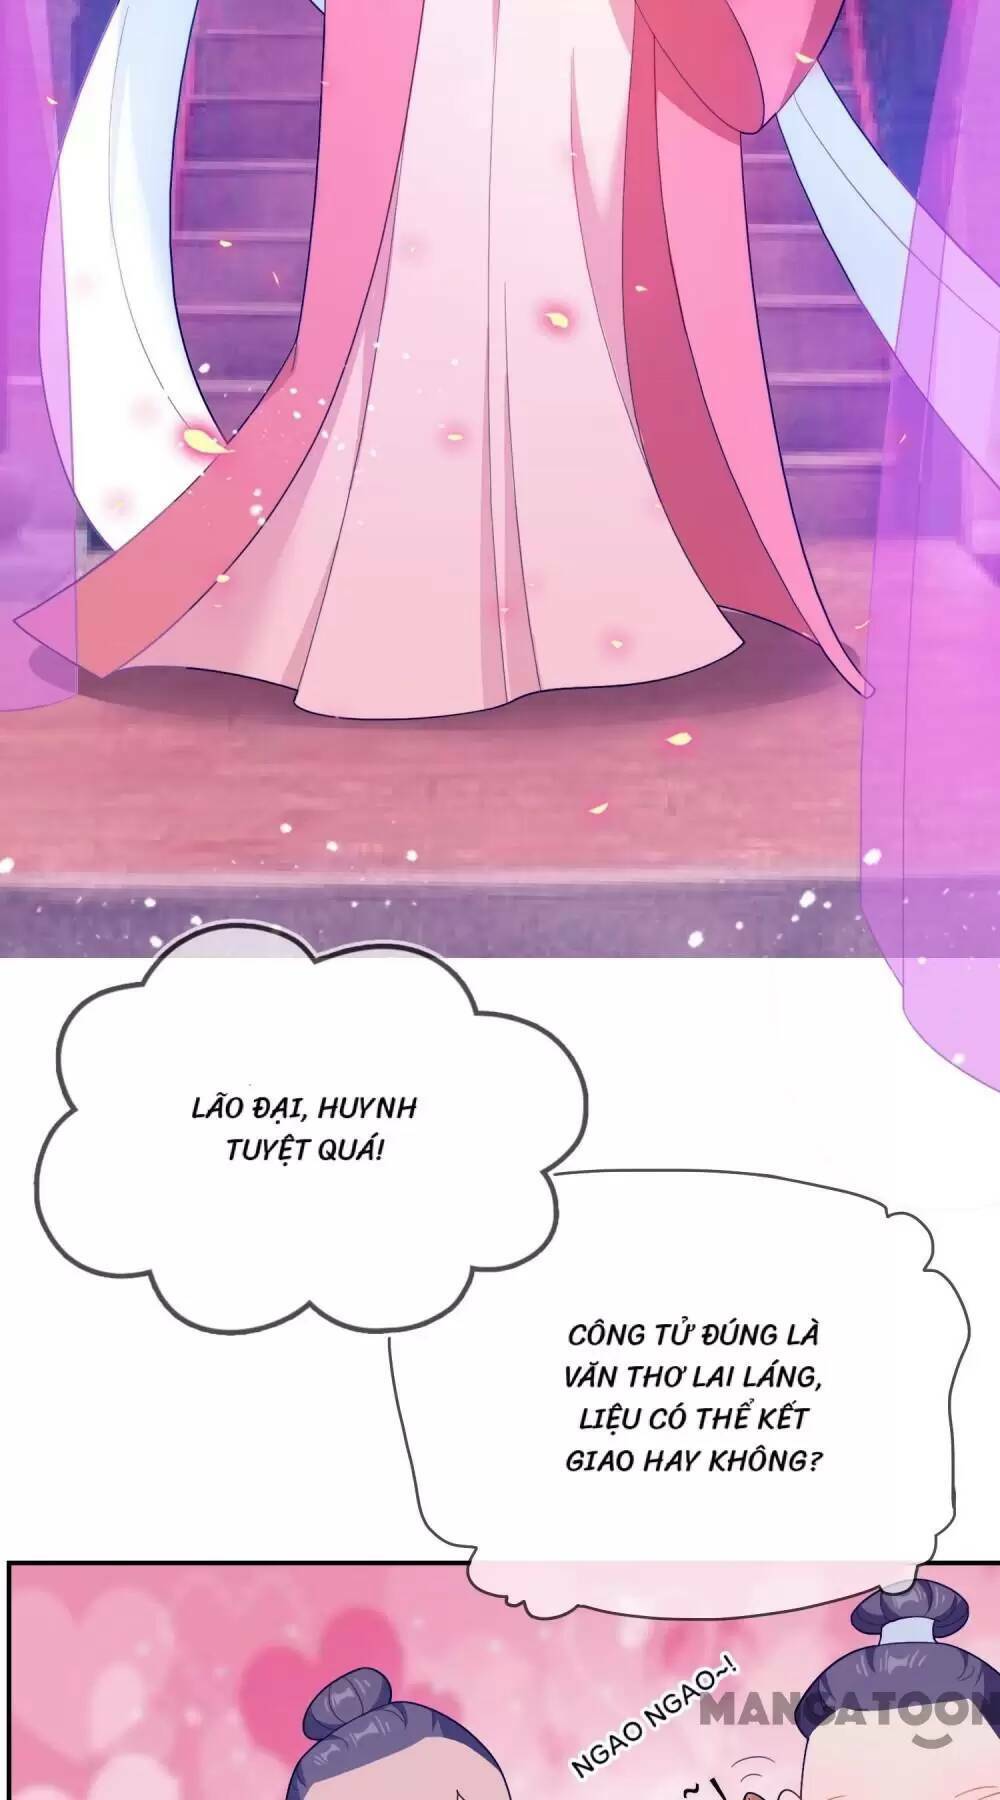 LÃO ĐẠI, HUYNH
TUYỆT QUÁ!
CÔNG TỬ ĐÚNG LÀ
VĂN THƠ LAI LÁNG,
LIỆU CÓ THỂ KẾT
GIAO HAY KHÔNG?
NGAO NGAO~!
MANGATOON